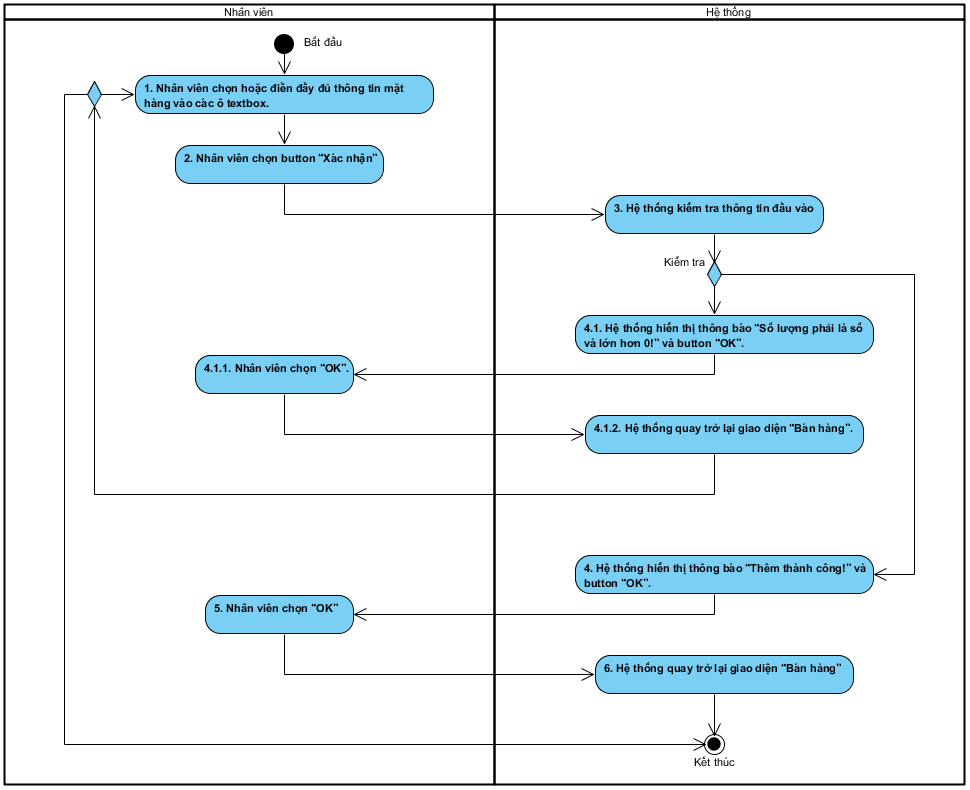 Nhân viên
Hệ thống
Bắt đầu
1. Nhân viên chọn hoặc điền đầy đủ thông tin mặt
hàng vào các ô textbox.
2. Nhân viên chọn button "Xác nhận"
3. Hệ thống kiểm tra thông tin đầu vào
Kiểm tra
4.1. Hệ thống hiển thị thông báo "Số lượng phải là số
và lớn hơn 0!" và button "OK".
4.1.1. Nhân viên chọn "OK".
4.1.2. Hệ thống quay trở lại giao diện "Bán hàng".
4. Hệ thống hiển thị thông báo "Thêm thành công!" và
button "OK".
5. Nhân viên chọn "OK"
6. Hệ thống quay trở lại giao diện "Bán hàng"
Kết thúc